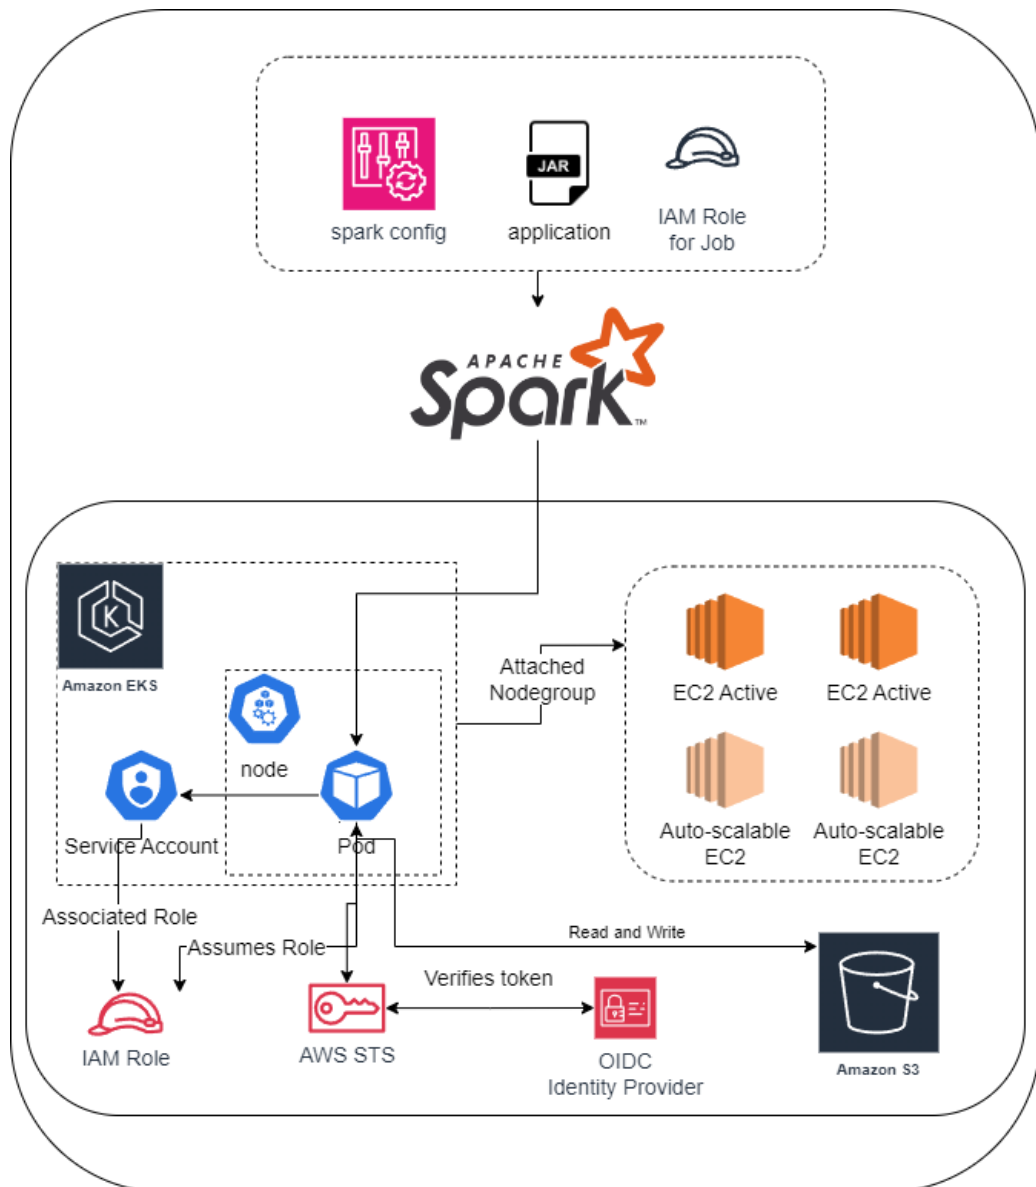 JAR
spark config
application
IAM Role
for Job
APACHE
Spark
TM
K
Amazon EKS
Attached
Nodegroup
EC2 Active
EC2 Active
node
Service Account
Pod
Auto-scalable
EC2
Auto-scalable
EC2
Associated Role
Assumes Role
Read and Write
Verifies token
IAM Role
AWS STS
OIDC
Identity Provider
Amazon S3